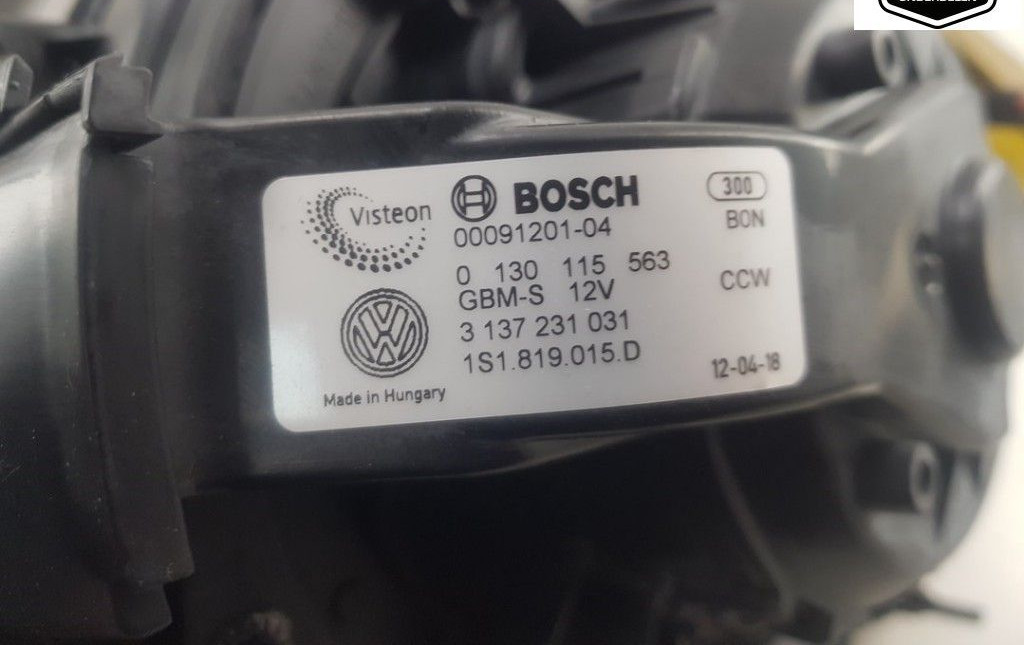 Visteon
BOSCH
300
00091201-04
BON
0 130 115 563
GBM-S 12V
CCW
3 137 231 031
1S1.819.015.D
12-04-18
Made in Hungary